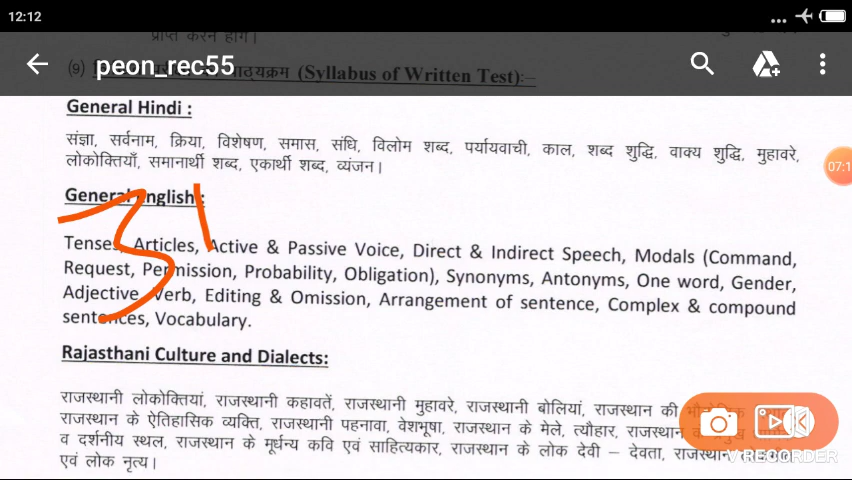 12:12
प्राप्त करने होंगे।
peon_rec55
(9) पाठ्यक्रम (Syllabus of Written Test):–
General Hindi :
संज्ञा, सर्वनाम, क्रिया, विशेषण, समास, संधि, विलोम शब्द, पर्यायवाची, काल, शब्द शुद्धि, वाक्य शुद्धि, मुहावरे,
लोकोक्तियाँ, समानार्थी शब्द, एकार्थी शब्द, व्यंजन।
07:1
General English :
Tenses, Articles, Active & Passive Voice, Direct & Indirect Speech, Modals (Command,
Request, Permission, Probability, Obligation), Synonyms, Antonyms, One word, Gender,
Adjective, Verb, Editing & Omission, Arrangement of sentence, Complex & compound
sentences, Vocabulary.
Rajasthani Culture and Dialects:
राजस्थानी लोकोक्तियां, राजस्थानी कहावतें, राजस्थानी मुहावरे, राजस्थानी बोलियां, राजस्थान की
राजस्थान के ऐतिहासिक व्यक्ति, राजस्थानी पहनावा, वेशभूषा, राजस्थान के मेले, त्यौहार, राजस्थान
व दर्शनीय स्थल, राजस्थान के मूर्धन्य कवि एवं साहित्यकार, राजस्थान के लोक देवी – देवता, राजस्थान
एवं लोक नृत्य।
V RECORDER